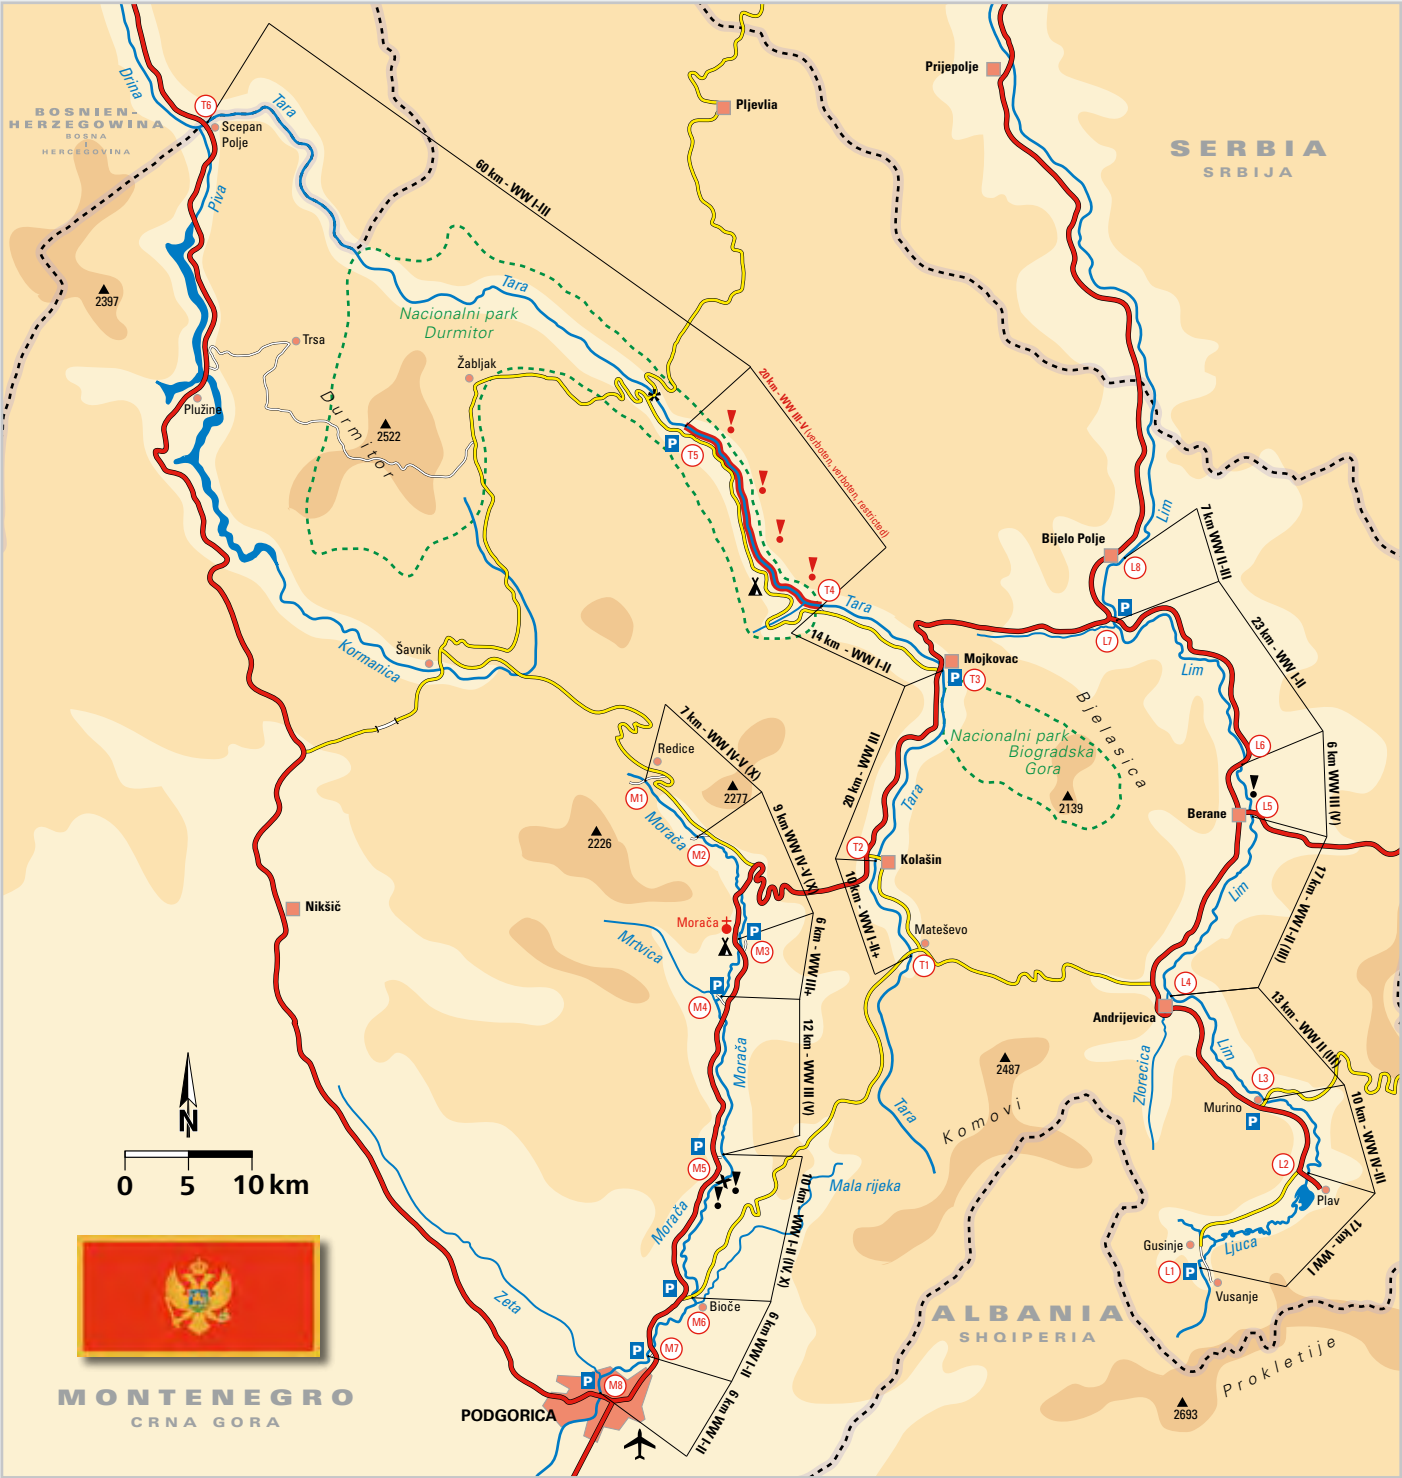 Drina
BOSNIEN-
HERZEGOWINA
BOSNA
I
HERCEGOVINA
T6
Scepan
Polje
Tara
Piva
60 km - WW I-III
Pljevlia
Prijepolje
SERBIA
SRBIJA
2397
Tara
Nacionalni park
Durmitor
Trsa
Žabljak
Plužine
Durmitor
2522
P
T5
20 km - WW III-V (verboten, verboten, restricted)
T4
Tara
14 km - WW I-II
Lim
Bijelo Polje
L8
7 km WW II-III
P
L7
23 km - WW I-II
Lim
Kormanica
Šavnik
Mojkovac
P
T3
Nacionalni park
Biogradska
Gora
Bjelasica
2139
20 km - WW III
Tara
7 km - WW IV-V (X)
Redice
M1
2277
Morača
M2
2226
9 km WW IV-V (X)
L6
6 km WW III (V)
L5
Berane
T2
Kolašin
10 km - WW I-II+
Lim
17 km - WW I-II (III)
Nikšić
Morača
P
M3
Mrtvica
6 km - WW III+
Mateševo
T1
P
M4
L4
Andrijevica
13 km - WW II (III)
Lim
Zlorecica
Morača
12 km - WW III (V)
2487
Komovi
Tara
L3
Murino
P
10 km - WW IV-III
N
0 5 10 km
P
M5
L2
Plav
Mala rijeka
10 km - WW I-II (IV, X)
Morača
17 km - WW I
Gusinje
Ljuca
L1
P
Vusanje
Zeta
P
Bioče
M6
6 km WW I-II
P
M7
ALBANIA
SHQIPERIA
Prokletije
2693
MONTENEGRO
CRNA GORA
P
M8
PODGORICA
6 km WW I-II